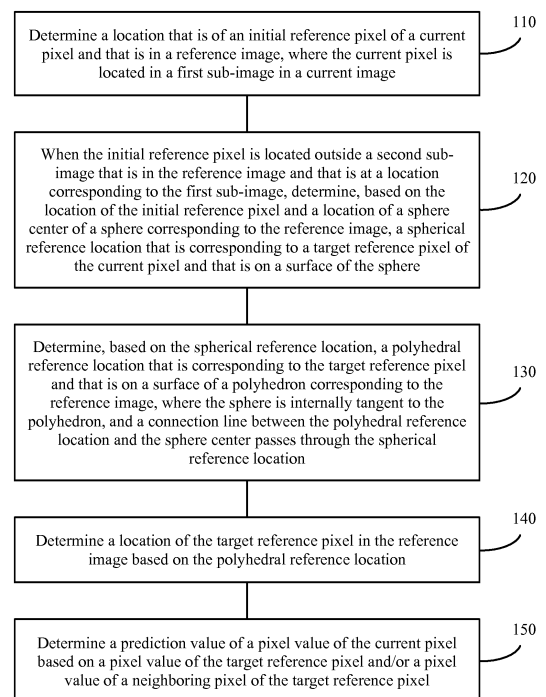 110
Determine a location that is of an initial reference pixel of a current
pixel and that is in a reference image, where the current pixel is
located in a first sub-image in a current image
120
When the initial reference pixel is located outside a second sub-
image that is in the reference image and that is at a location
corresponding to the first sub-image, determine, based on the
location of the initial reference pixel and a location of a sphere
center of a sphere corresponding to the reference image, a spherical
reference location that is corresponding to a target reference pixel of
the current pixel and that is on a surface of the sphere
130
Determine, based on the spherical reference location, a polyhedral
reference location that is corresponding to the target reference pixel
and that is on a surface of a polyhedron corresponding to the
reference image, where the sphere is internally tangent to the
polyhedron, and a connection line between the polyhedral reference
location and the sphere center passes through the spherical
reference location
140
Determine a location of the target reference pixel in the reference
image based on the polyhedral reference location
150
Determine a prediction value of a pixel value of the current pixel
based on a pixel value of the target reference pixel and/or a pixel
value of a neighboring pixel of the target reference pixel